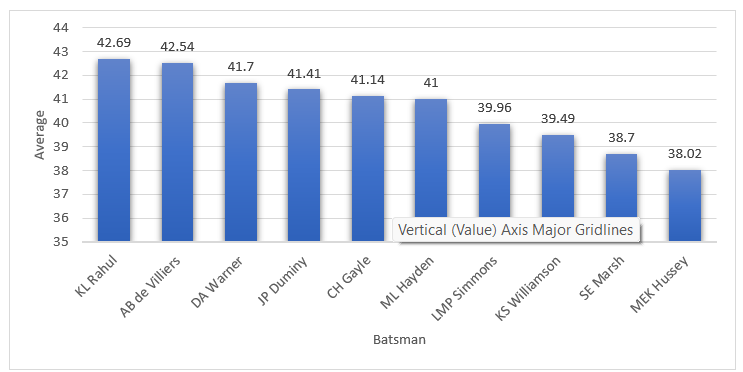 44
43
42
41
40
39
38
37
36
35
Average
42.69
42.54
41.7
41.41
41.14
41
39.96
39.49
38.7
38.02
Vertical (Value) Axis Major Gridlines
KL Rahul
AB de Villiers
DA Warner
JP Duminy
CH Gayle
ML Hayden
LMP Simmons
KS Williamson
SE Marsh
MEK Hussey
Batsman